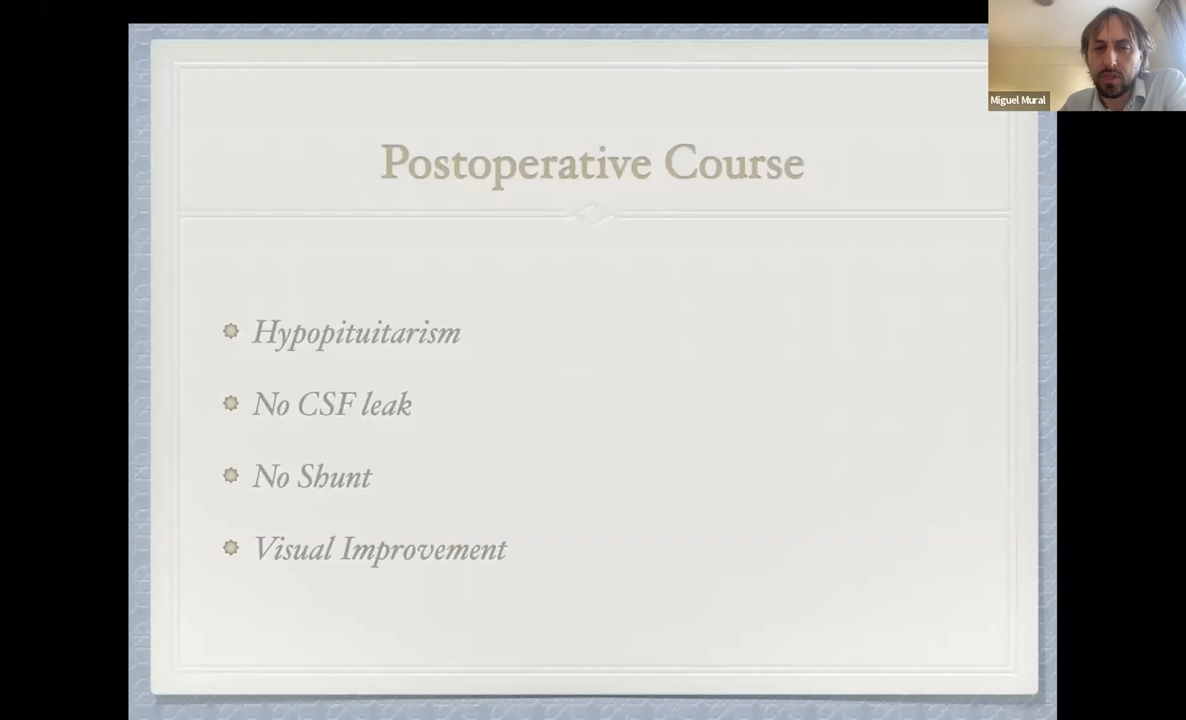 Miguel Mural
Postoperative Course
Hypopituitarism
No CSF leak
No Shunt
Visual Improvement